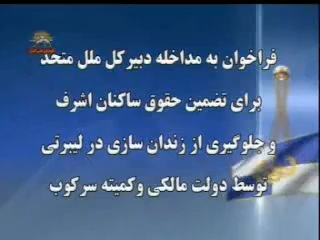 فراخوان به مداخله دبیرکل ملل متحد
برای تضمین حقوق ساکنان اشرف
و جلوگیری از زندان سازی در لیبرتی
توسط دولت مالکی وکمیته سرکوب